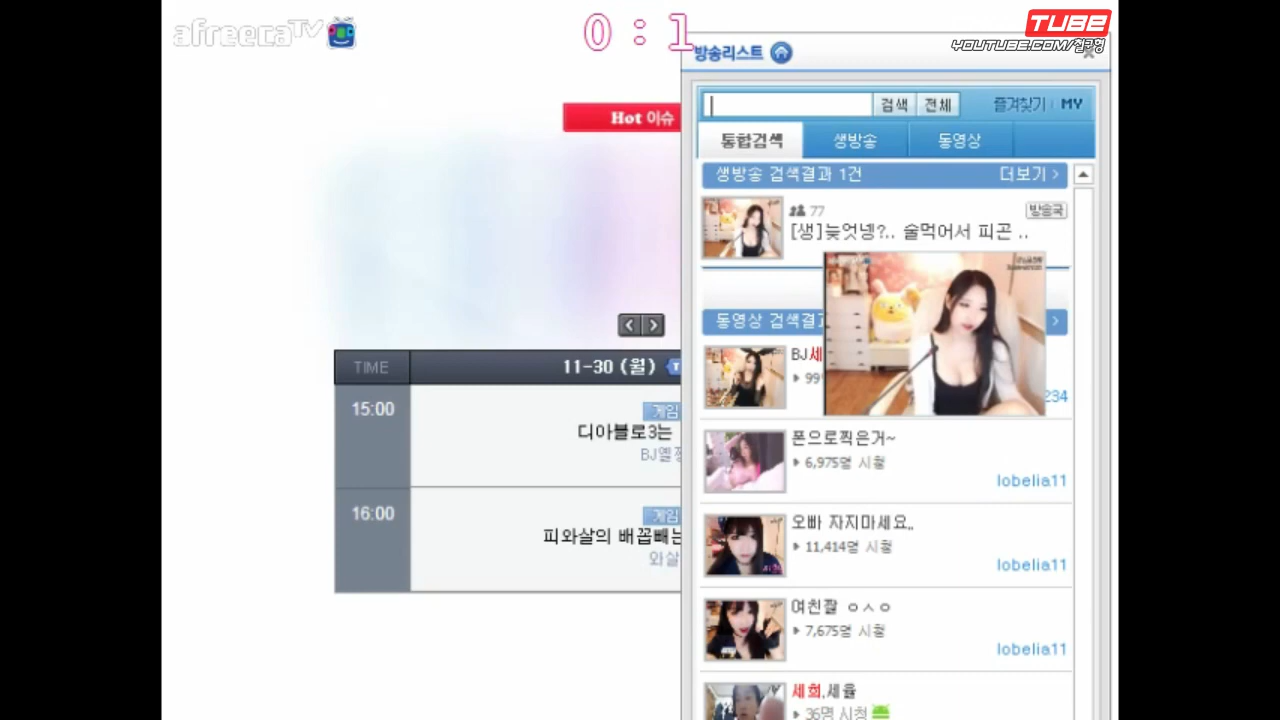 afreecaTV
0 : 1
TUBE
YOUTUBE.COM/철구형
방송리스트
Hot 이슈
검색 전체 즐겨찾기 MY
통합검색 생방송 동영상
생방송 검색결과 1건 더보기 >
77 방송국
[생]늦엇넹?.. 술먹어서 피곤 ..
동영상 검색결과
BJ세
99
234
TIME 11-30 (월)
15:00 게임
디아블로3는
16:00 게임
피와살의 배꼽빼는
와살
폰으로찍은거~
6,975명 시청
lobelia11
오빠 자지마세요..
11,414명 시청
lobelia11
여친짤 ㅇㅅㅇ
7,675명 시청
lobelia11
세희,세율
36명 시청